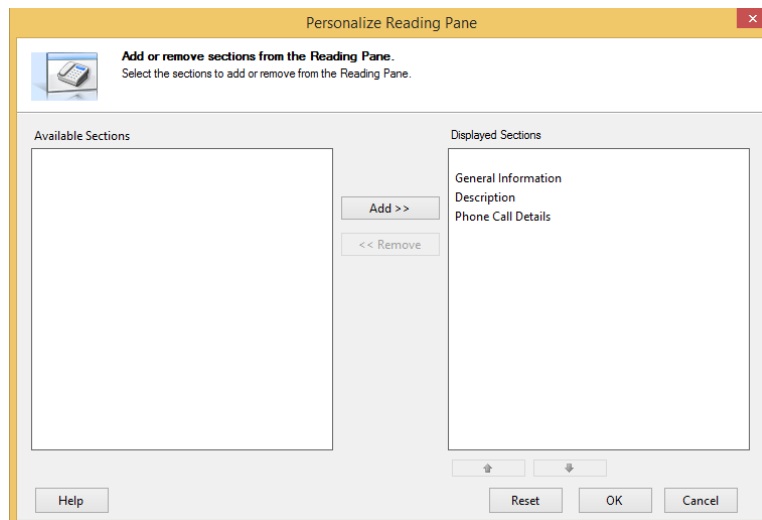 Personalize Reading Pane
Add or remove sections from the Reading Pane.
Select the sections to add or remove from the Reading Pane.
Available Sections
Displayed Sections
General Information
Description
Phone Call Details
Add >>
<< Remove
Help
Reset
OK
Cancel